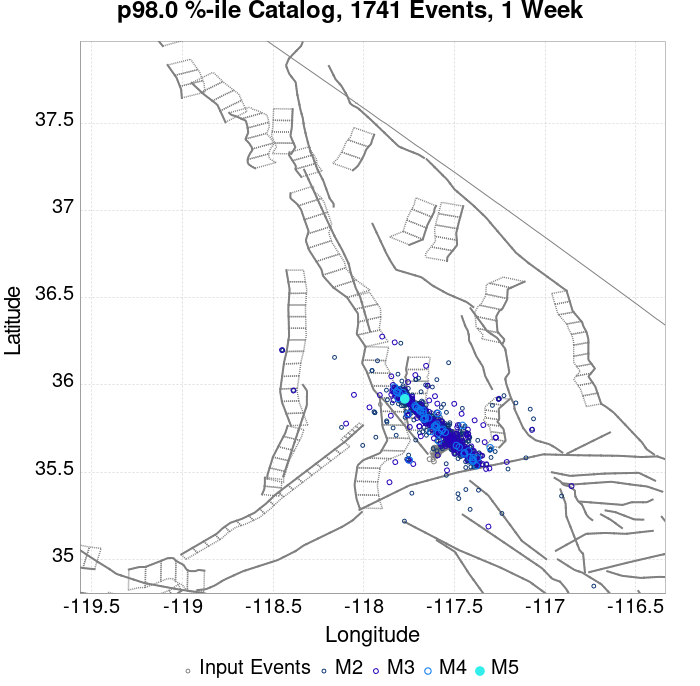 p98.0 %-ile Catalog, 1741 Events, 1 Week
Latitude
37.5
37
36.5
36
35.5
35
-119.5 -119 -118.5 -118 -117.5 -117 -116.5
Longitude
Input Events M2 M3 M4 M5